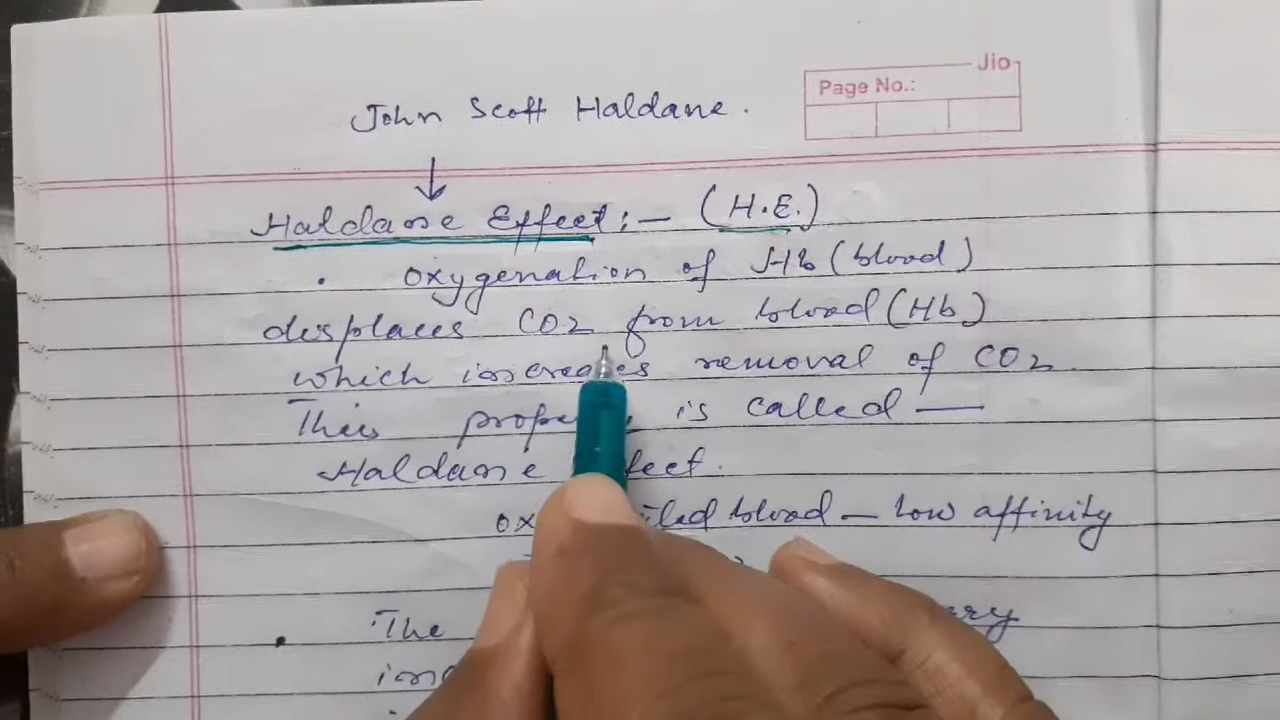 Jio
Page No.:
John Scott Haldane.
Haldane Effect :- (H.E.)
. oxygenation of Hb (blood)
displaces CO2 from blood (Hb)
which increases removal of CO2.
This is called —
Haldane
blood - low affinity
. The